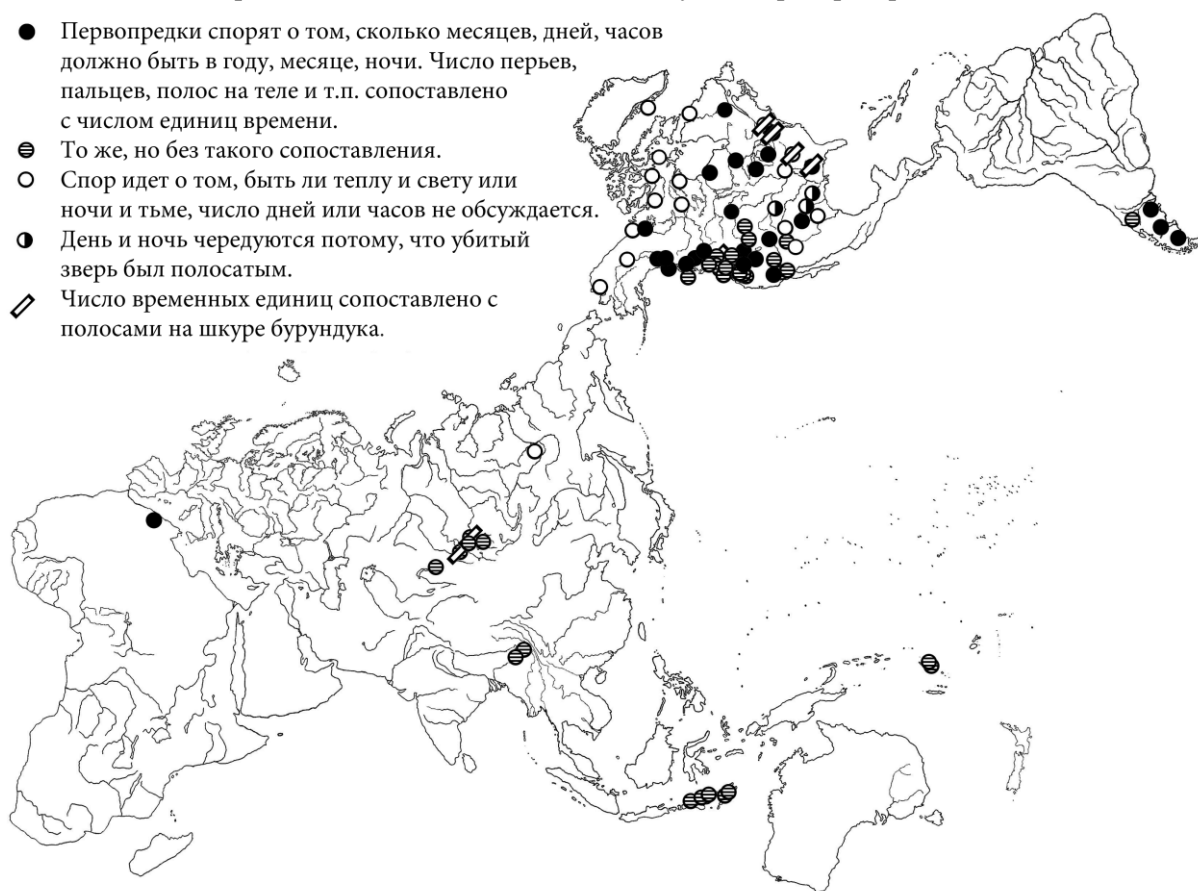 Первопредки спорят о том, сколько месяцев, дней, часов
должно быть в году, месяце, ночи. Число перьев,
пальцев, полос на теле и т.п. сопоставлено
с числом единиц времени.
То же, но без такого сопоставления.
Спор идет о том, быть ли теплу и свету или
ночи и тьме, число дней или часов не обсуждается.
День и ночь чередуются потому, что убитый
зверь был полосатым.
Число временных единиц сопоставлено с
полосами на шкуре бурундука.